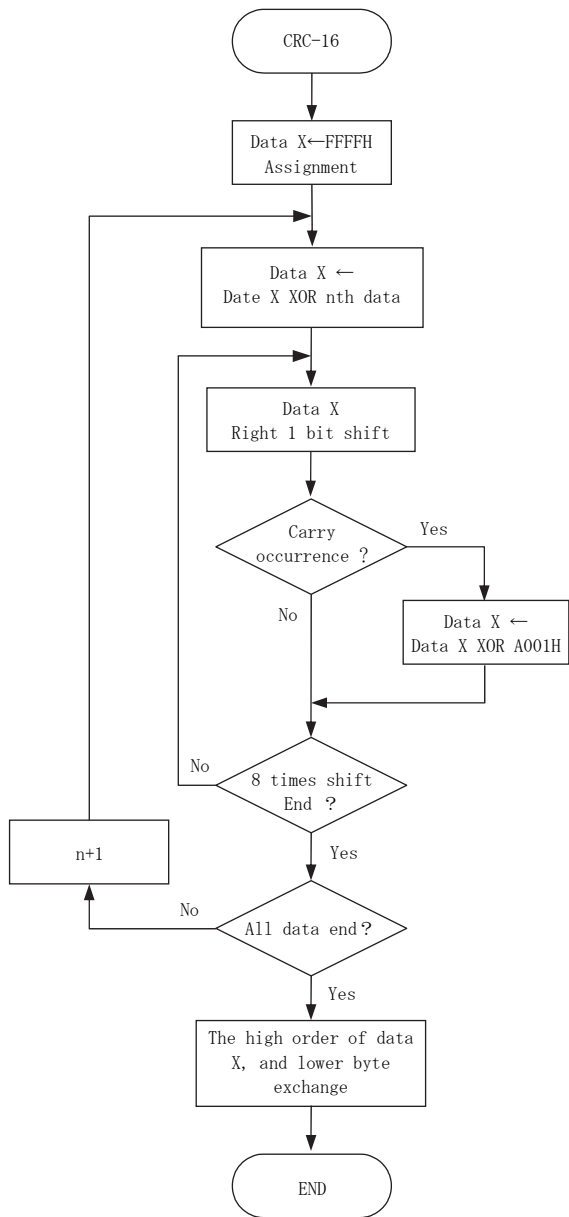 CRC-16
Data X←FFFFH
Assignment
Data X ←
Date X XOR nth data
Data X
Right 1 bit shift
Carry
occurrence ?
Yes
No
Data X ←
Data X XOR A001H
8 times shift
End ?
No
Yes
n+1
All data end?
No
Yes
The high order of data
X, and lower byte
exchange
END